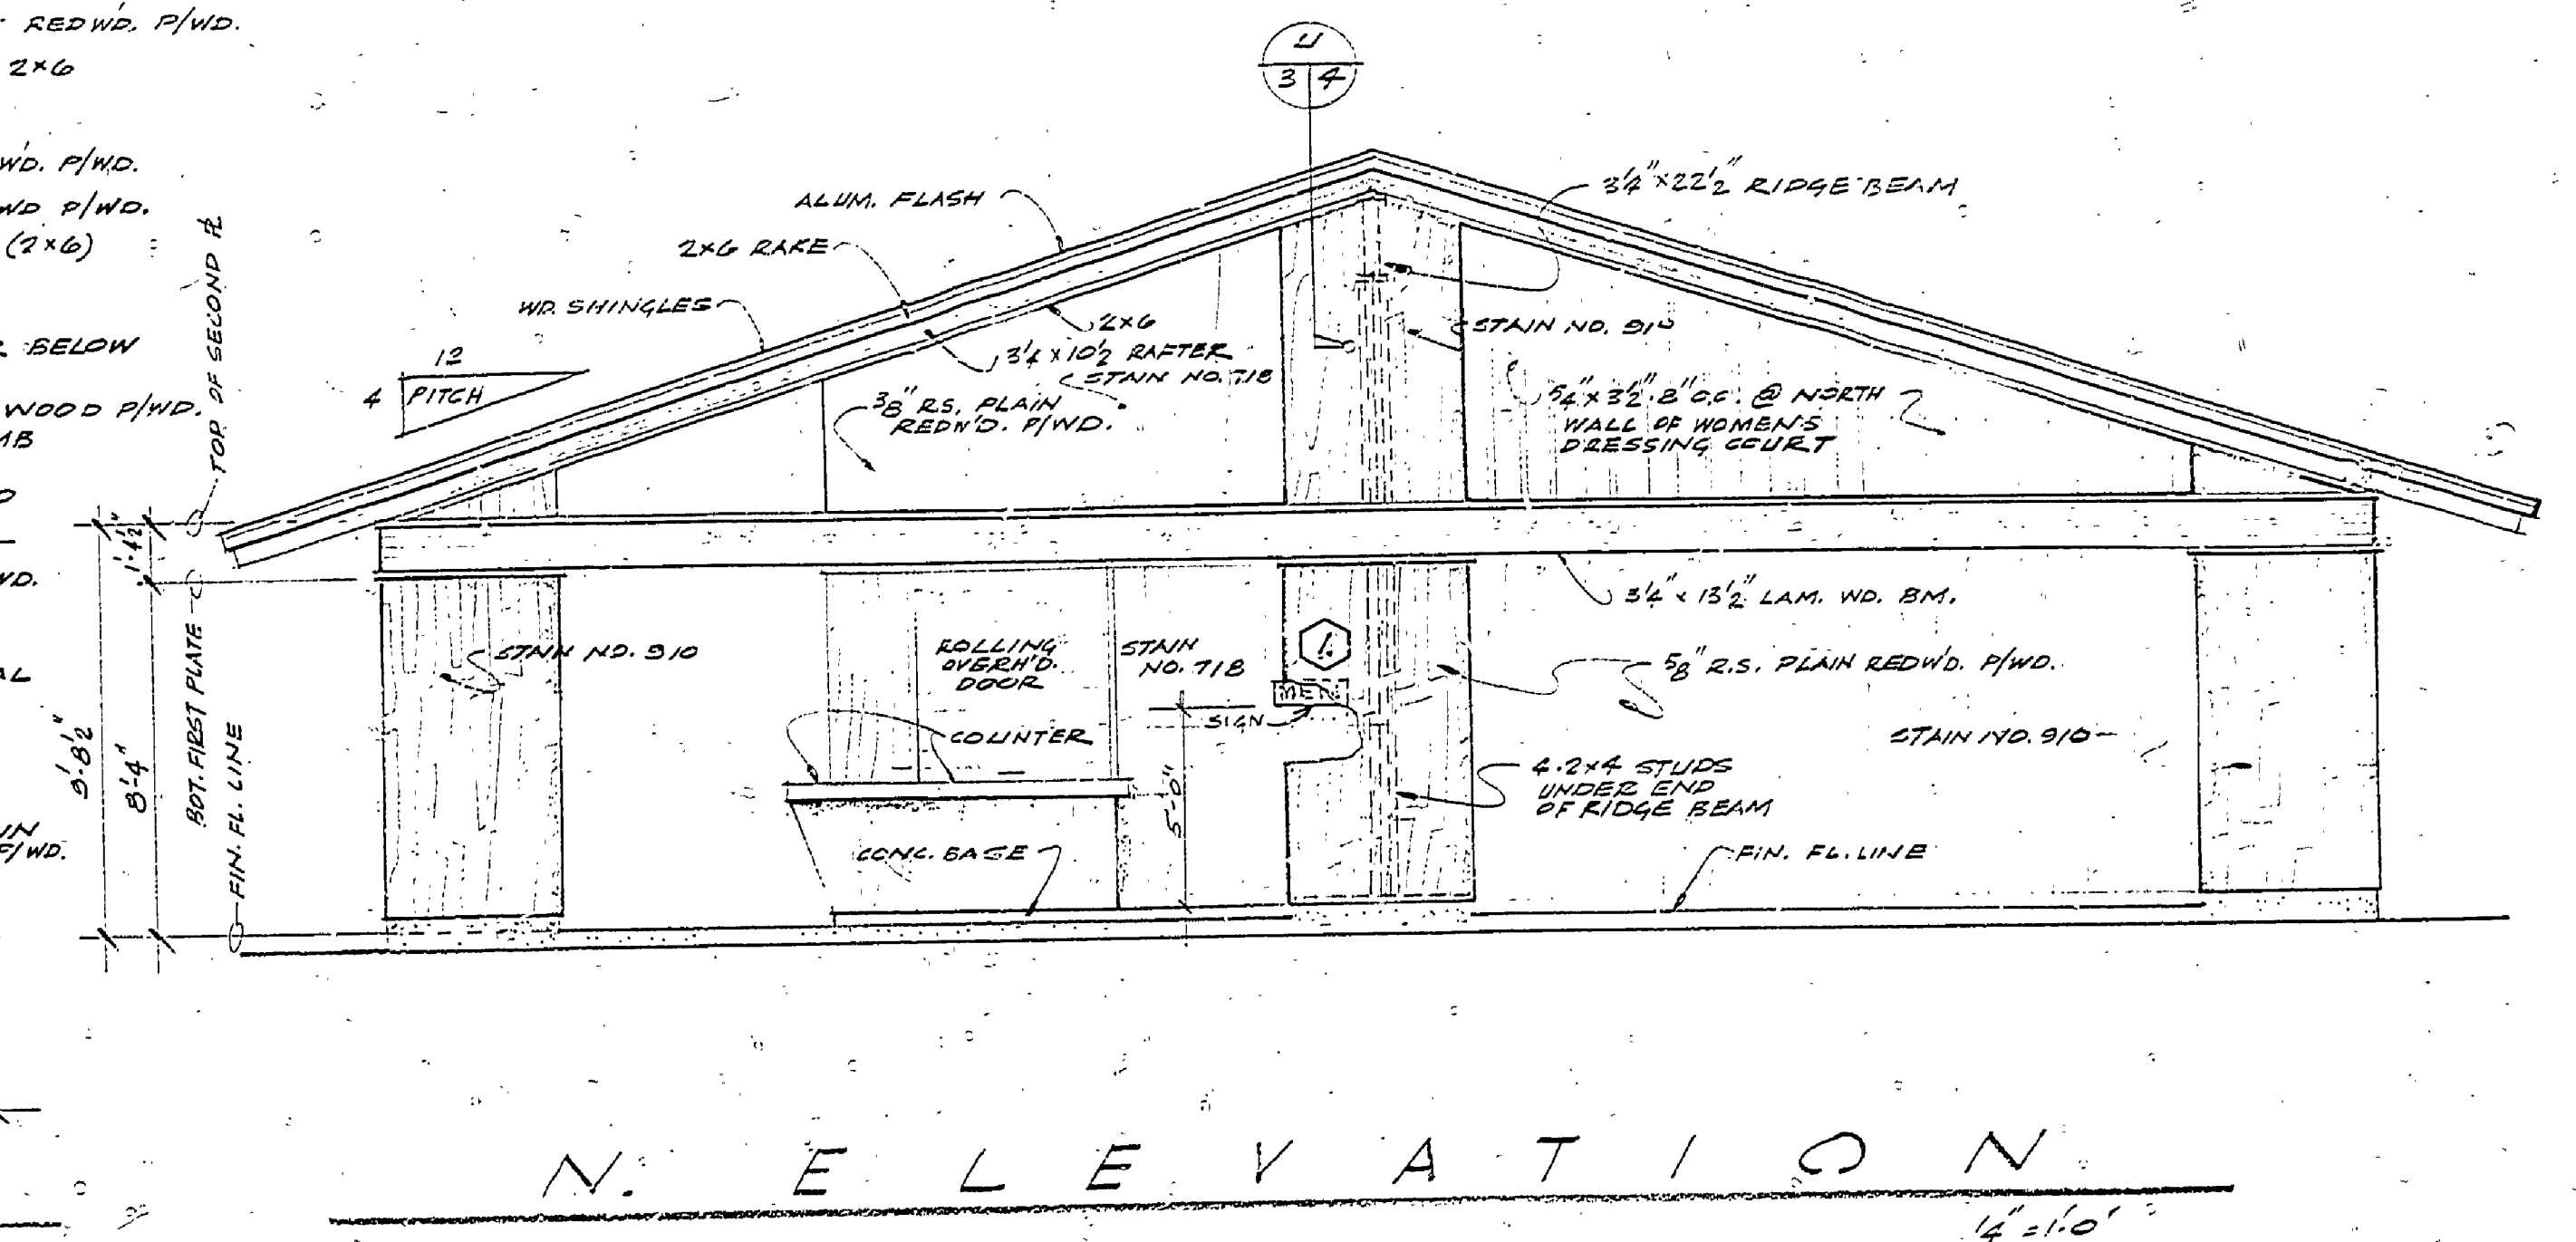 REDWD. P/WD.
2×6
WD. P/WD.
WD P/WD.
(2×6)
BELOW
WOOD P/WD.
WD.
P/WD.
TOP OF SECOND PL
BOT. FIRST PLATE
FIN. FL. LINE
1'-4½"
9'-8½"
8'-4"
12
4 PITCH
U
3 4
ALUM. FLASH
2×6 RAKE
WD. SHINGLES
2×6
3¼ × 10½ RAFTER
STAIN NO. 718
⅜" R.S. PLAIN
REDW'D. P/WD.
3¼" × 22½" RIDGE BEAM
STAIN NO. 910
5/4" × 3½" 8" O.C. @ NORTH
WALL OF WOMEN'S
DRESSING COURT
3¼" × 13½" LAM. WD. BM.
STAIN NO. 910
ROLLING
OVERH'D.
DOOR
STAIN
NO. 718
COUNTER
1.
MEN
SIGN
5'-0"
CONC. BASE
⅝" R.S. PLAIN REDW'D. P/WD.
STAIN NO. 910
4-2×4 STUDS
UNDER END
OF RIDGE BEAM
FIN. FL. LINE
N. ELEVATION
¼" = 1'-0"